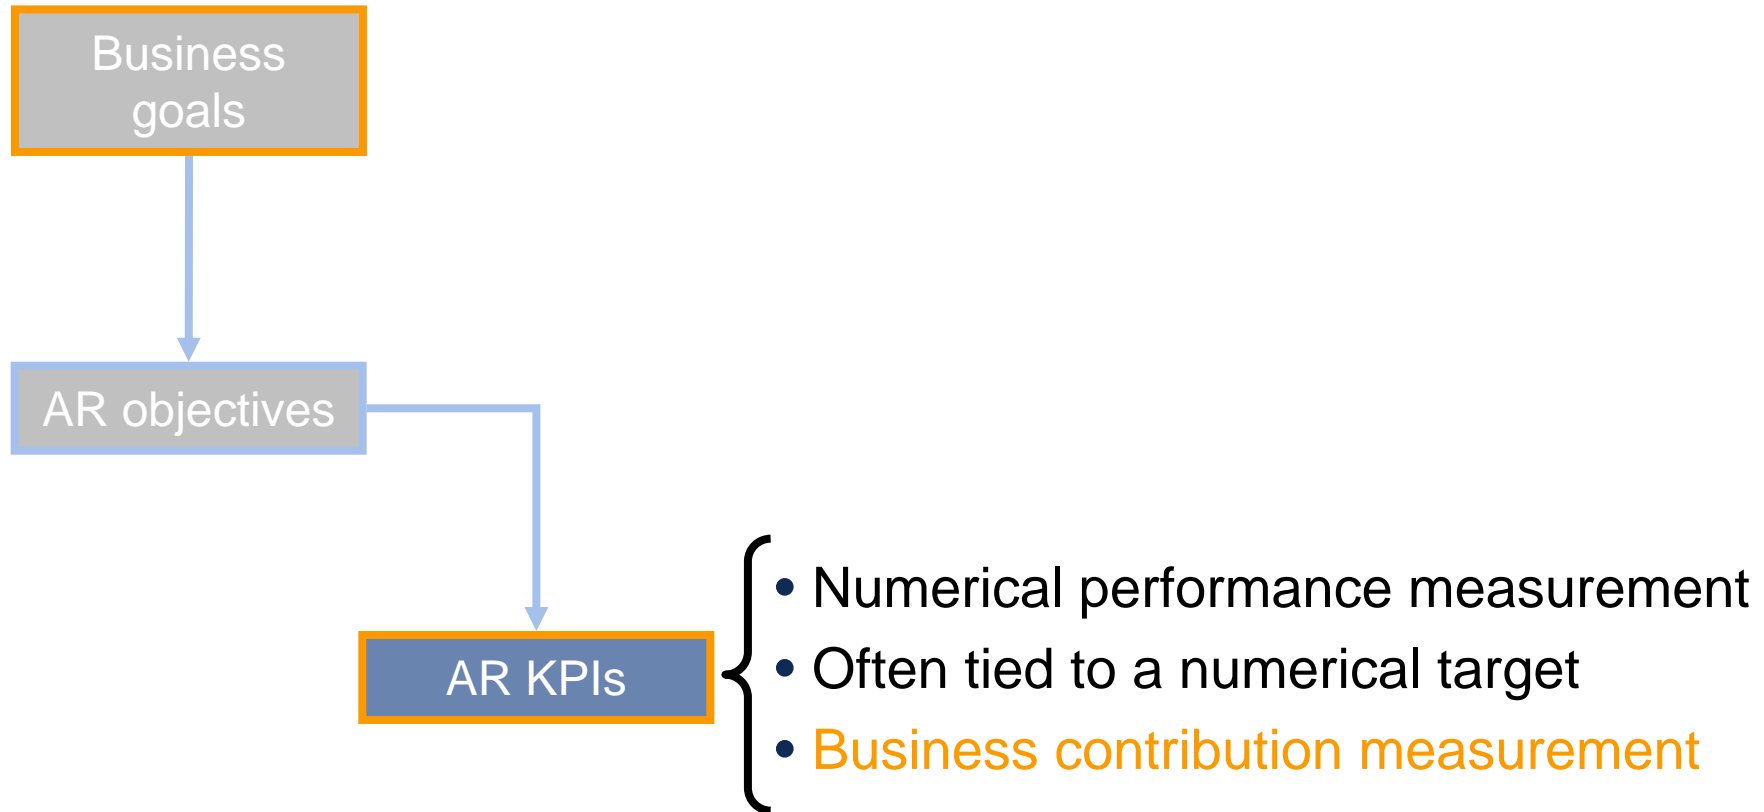 Business
goals
AR objectives
AR KPIs
• Numerical performance measurement
• Often tied to a numerical target
• Business contribution measurement